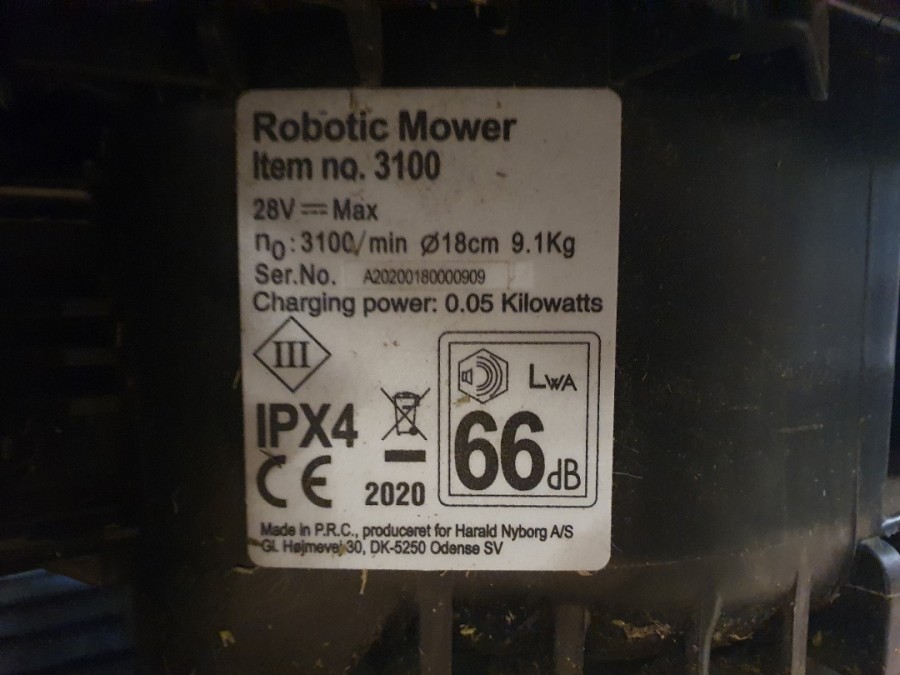 Robotic Mower
Item no. 3100
28V ⎓ Max
n0: 3100/min Ø18cm 9.1Kg
Ser.No. A20200180000909
Charging power: 0.05 Kilowatts
III
LWA
IPX4
66 dB
CE
2020
Made in P.R.C., produceret for Harald Nyborg A/S
Gl. Højmevej 30, DK-5250 Odense SV